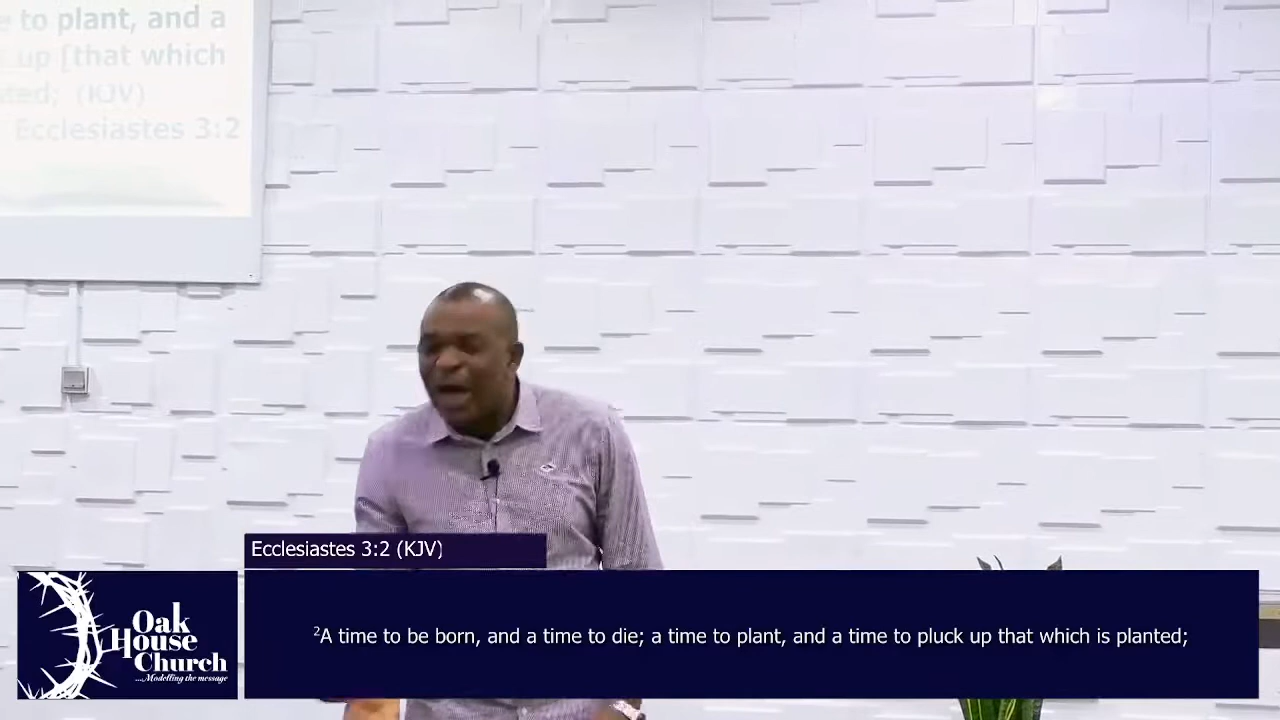 to plant, and a
up [that which
(KJV)
Ecclesiastes 3:2
Ecclesiastes 3:2 (KJV)
²A time to be born, and a time to die; a time to plant, and a time to pluck up that which is planted;
Oak
House
Church
...Modelling the message